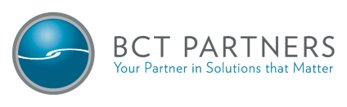 BCT PARTNERS
Your Partner in Solutions that Matter